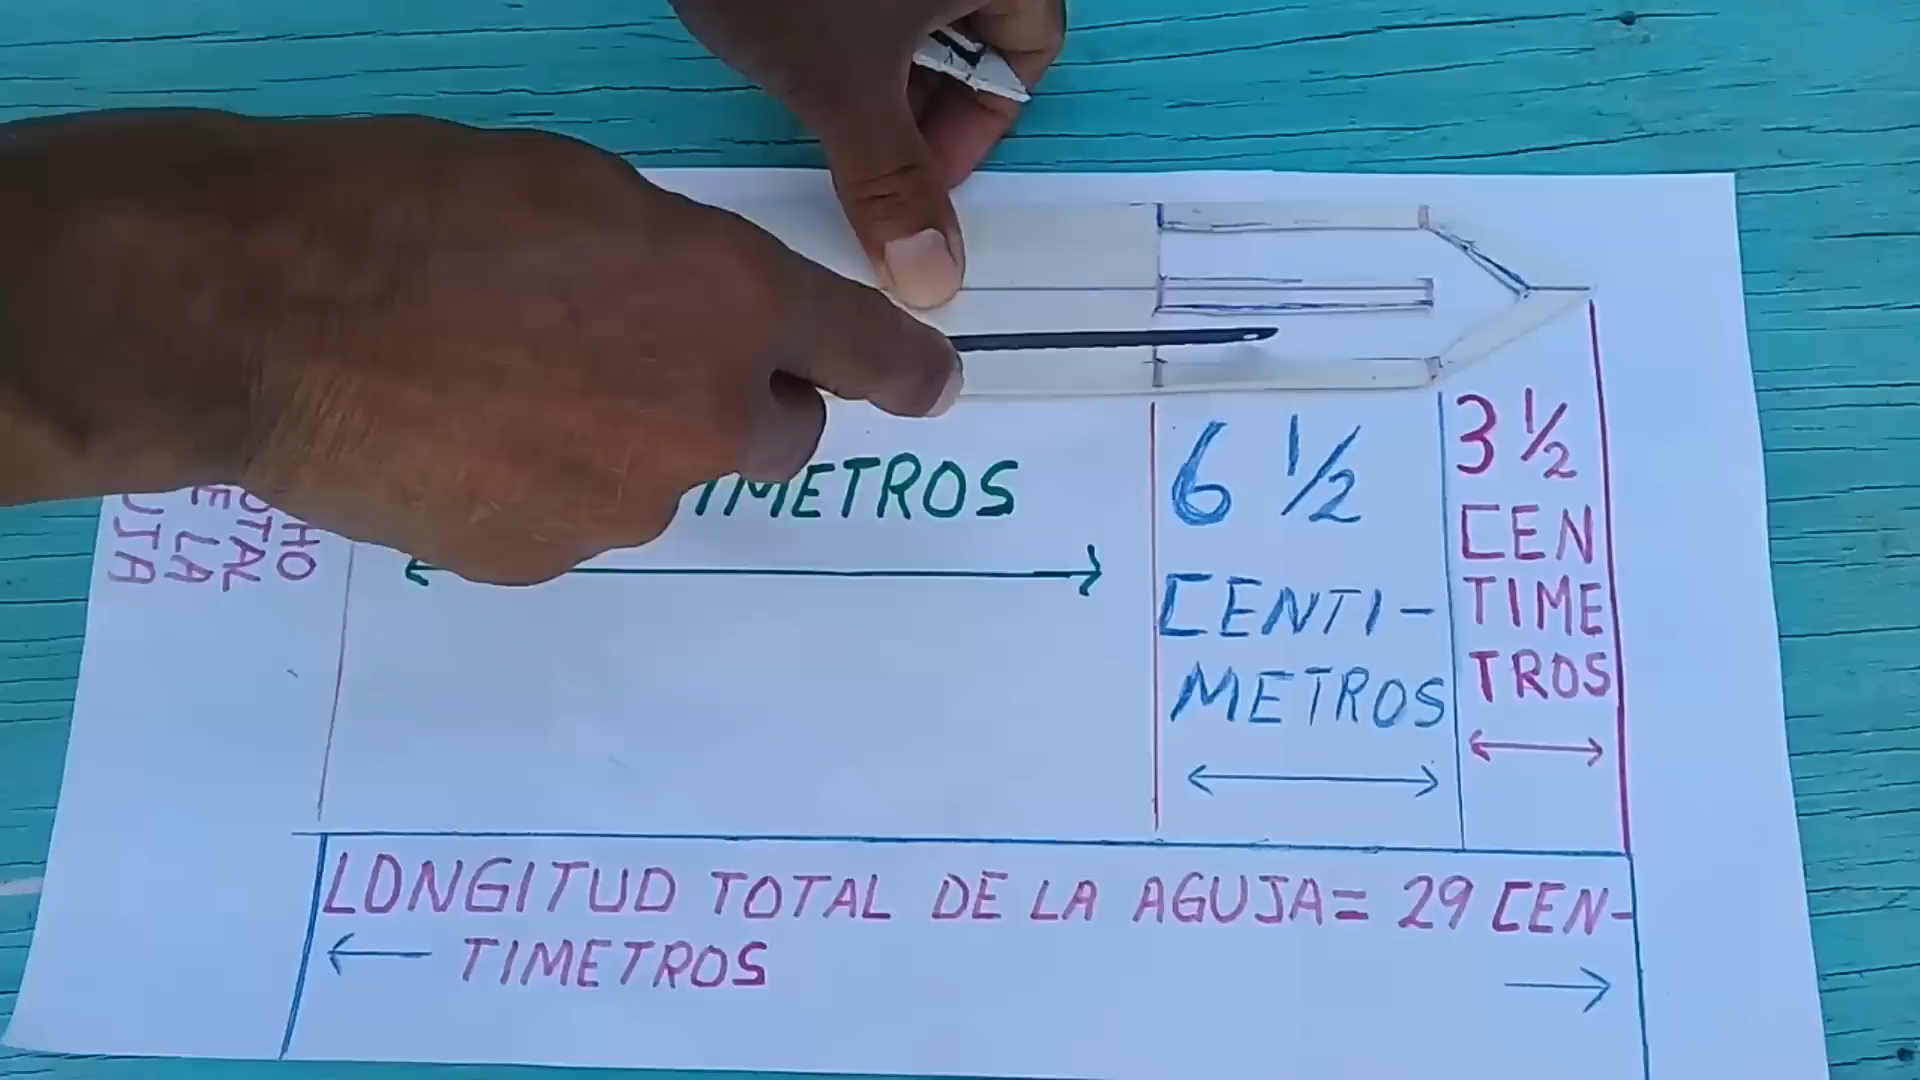 6 1/2
CENTI-
METROS
3 1/2
CEN
TIME
TROS
LONGITUD TOTAL DE LA AGUJA= 29 CEN-
TIMETROS